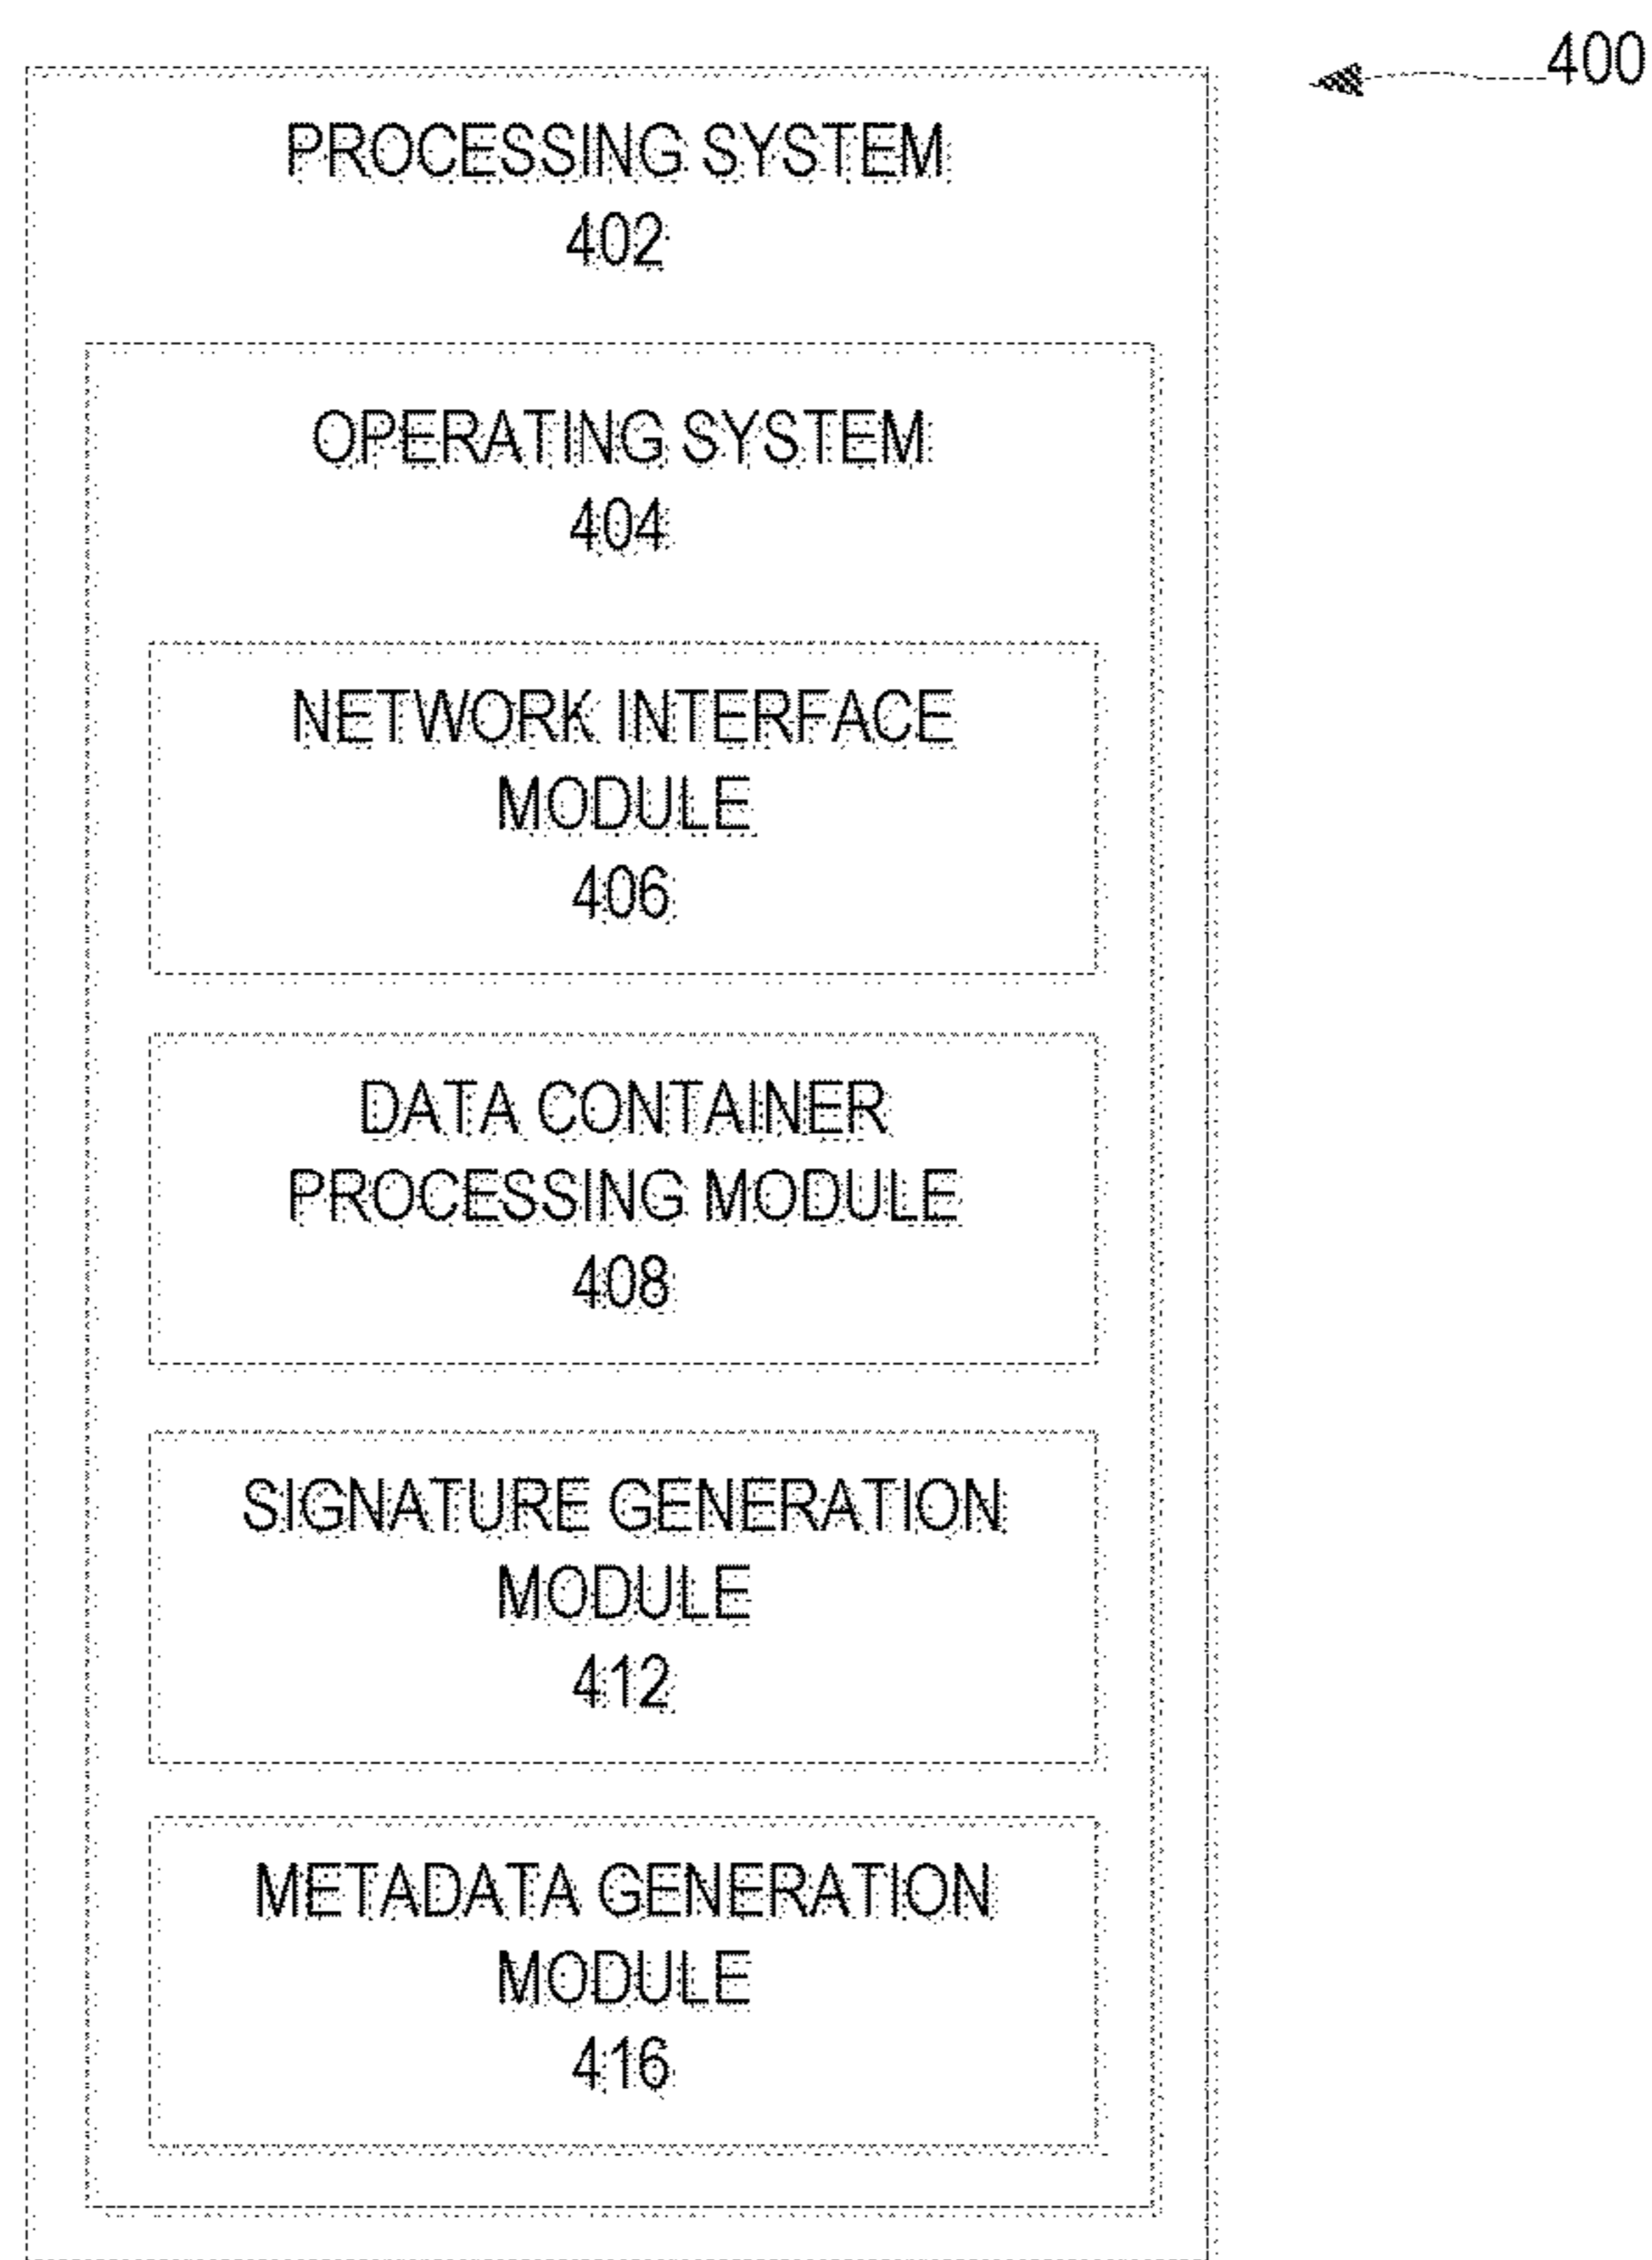 400
PROCESSING SYSTEM
402
OPERATING SYSTEM
404
NETWORK INTERFACE
MODULE
406
DATA CONTAINER
PROCESSING MODULE
408
SIGNATURE GENERATION
MODULE
412
METADATA GENERATION
MODULE
416